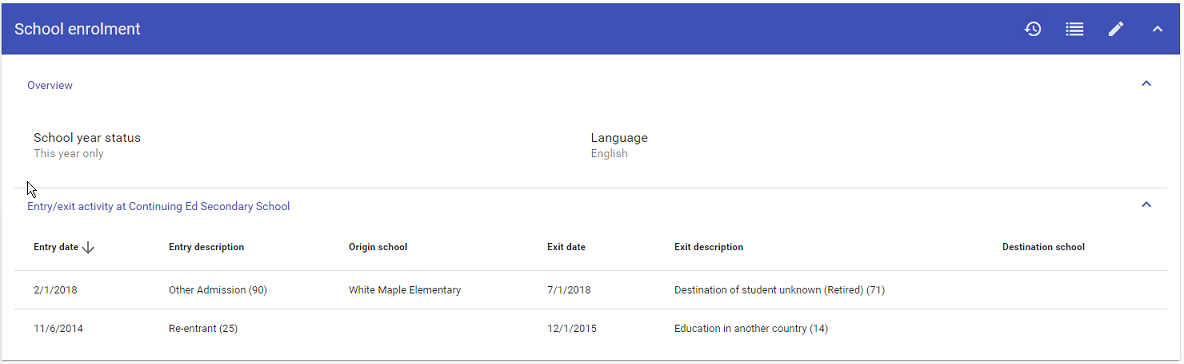 School enrolment
Overview
School year status Language
This year only English
Entry/exit activity at Continuing Ed Secondary School
Entry date Entry description Origin school Exit date Exit description Destination school
2/1/2018 Other Admission (90) White Maple Elementary 7/1/2018 Destination of student unknown (Retired) (71)
11/6/2014 Re-entrant (25) 12/1/2015 Education in another country (14)